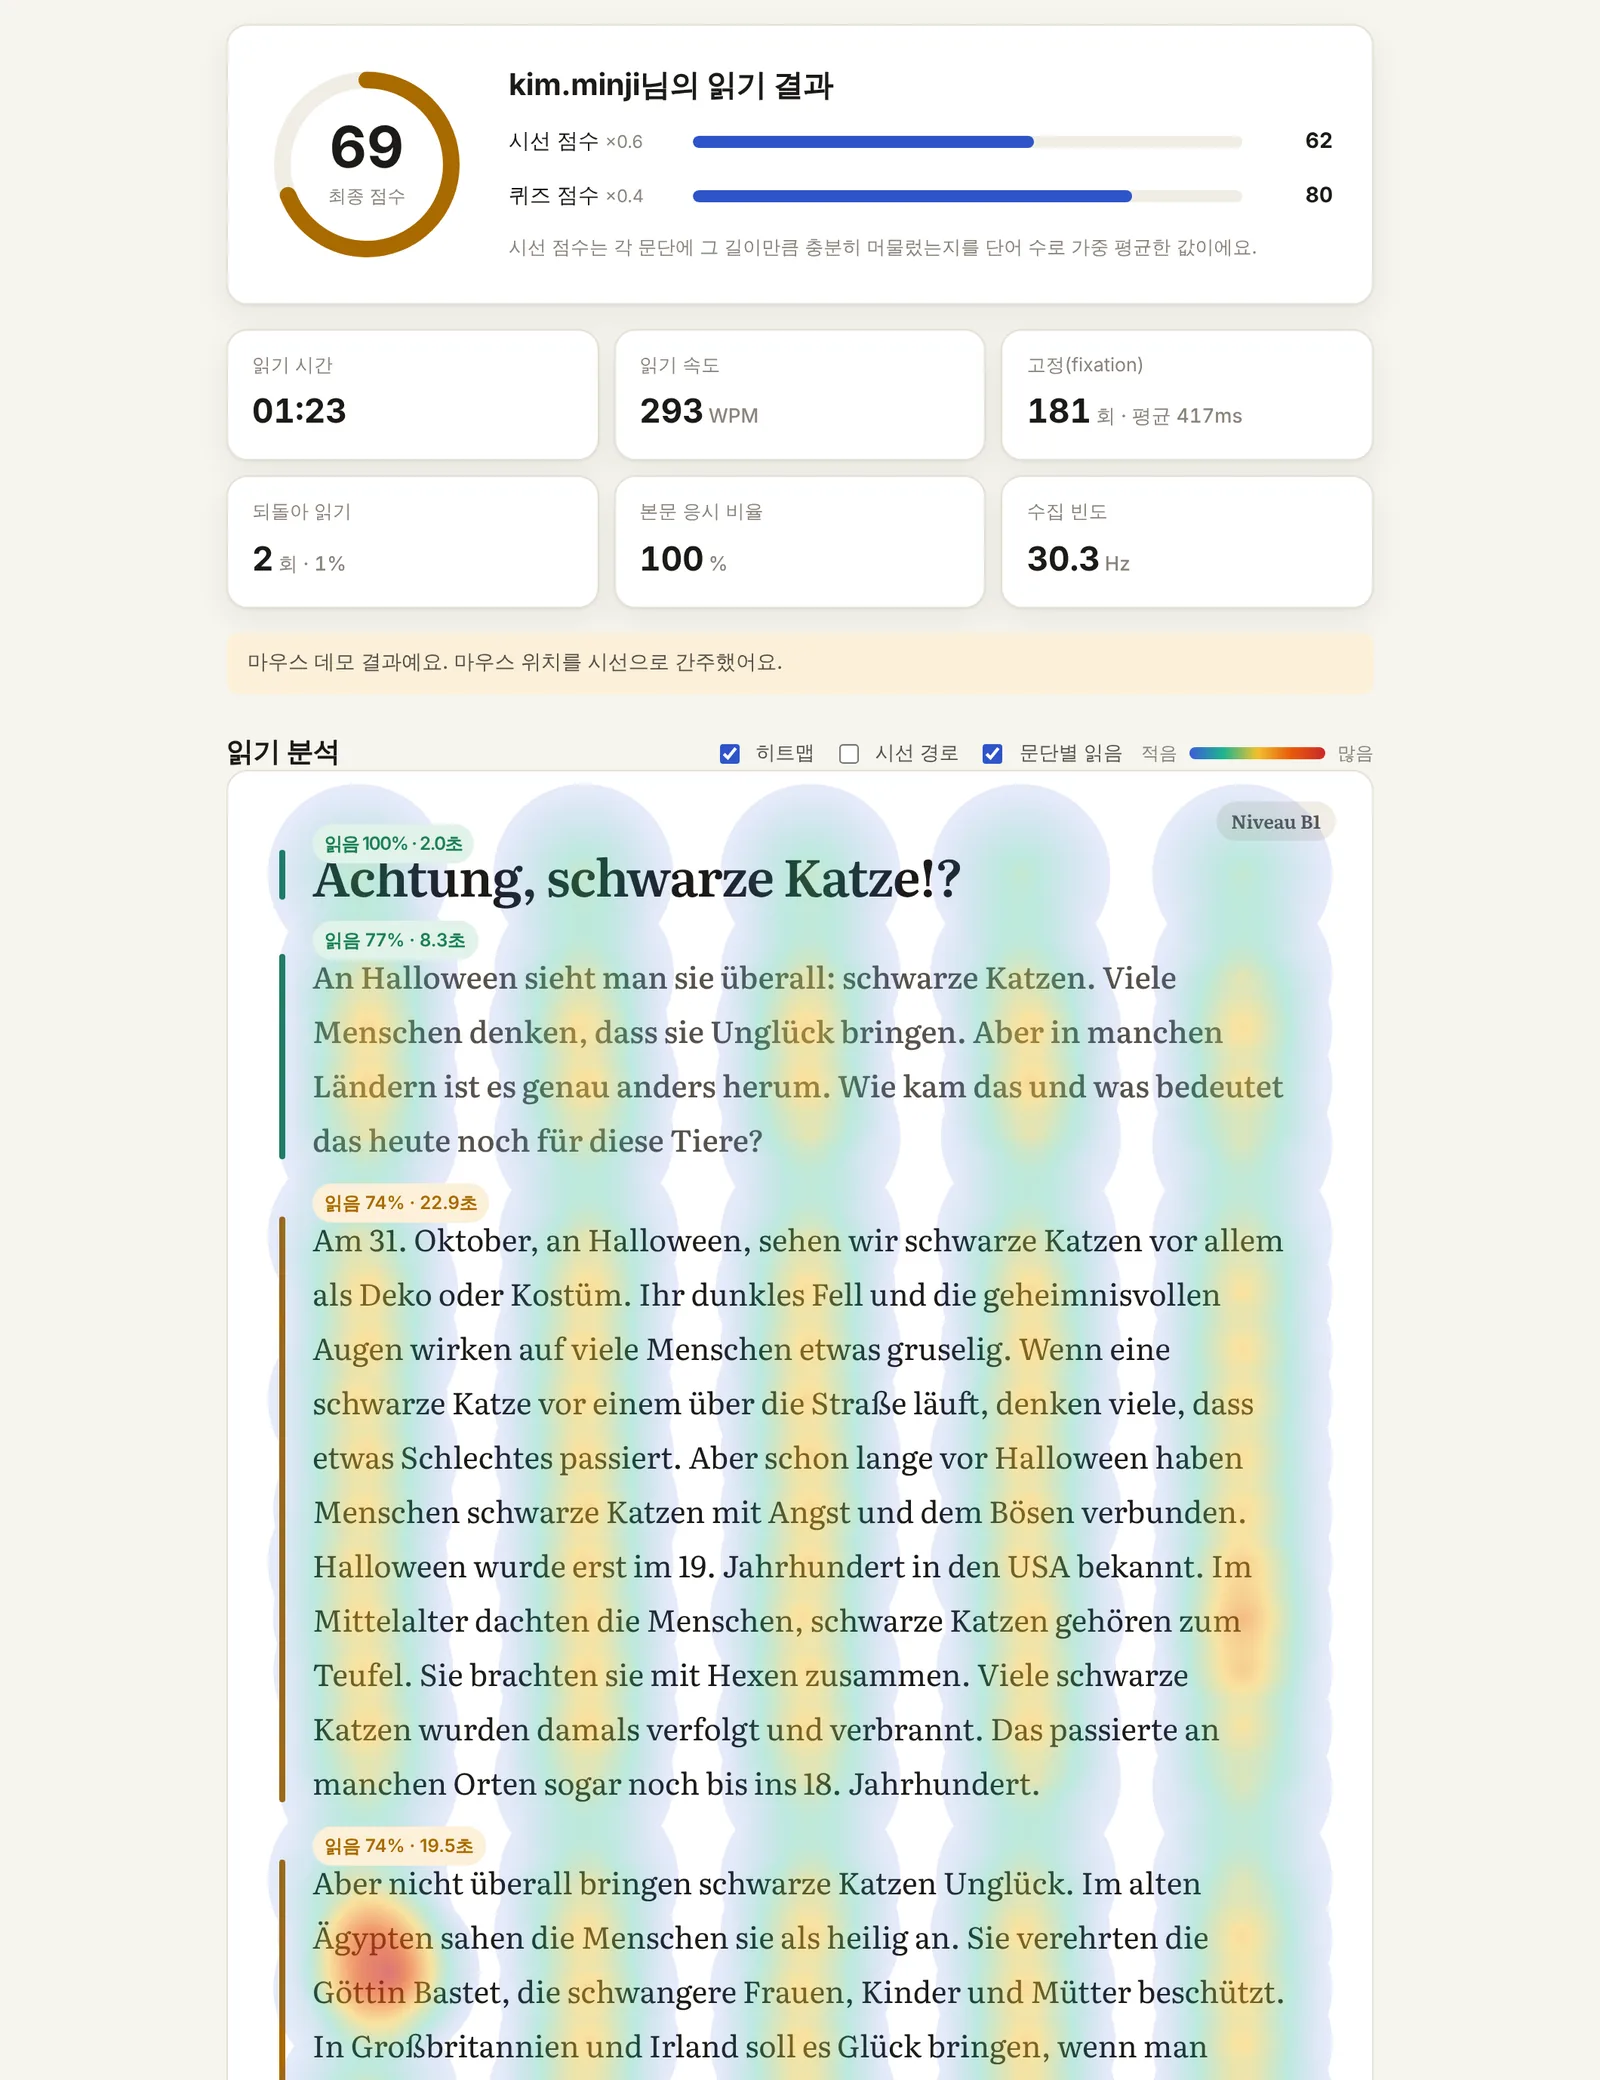 69
최종 점수
kim.minji님의 읽기 결과
시선 점수 ×0.6 62
퀴즈 점수 ×0.4 80
시선 점수는 각 문단에 그 길이만큼 충분히 머물렀는지를 단어 수로 가중 평균한 값이에요.
읽기 시간
01:23
읽기 속도
293 WPM
고정(fixation)
181 회 · 평균 417ms
되돌아 읽기
2 회 · 1%
본문 응시 비율
100 %
수집 빈도
30.3 Hz
마우스 데모 결과예요. 마우스 위치를 시선으로 간주했어요.
읽기 분석
히트맵 시선 경로 문단별 읽음 적음 많음
Niveau B1
읽음 100% · 2.0초
Achtung, schwarze Katze!?
읽음 77% · 8.3초
An Halloween sieht man sie überall: schwarze Katzen. Viele
Menschen denken, dass sie Unglück bringen. Aber in manchen
Ländern ist es genau anders herum. Wie kam das und was bedeutet
das heute noch für diese Tiere?
읽음 74% · 22.9초
Am 31. Oktober, an Halloween, sehen wir schwarze Katzen vor allem
als Deko oder Kostüm. Ihr dunkles Fell und die geheimnisvollen
Augen wirken auf viele Menschen etwas gruselig. Wenn eine
schwarze Katze vor einem über die Straße läuft, denken viele, dass
etwas Schlechtes passiert. Aber schon lange vor Halloween haben
Menschen schwarze Katzen mit Angst und dem Bösen verbunden.
Halloween wurde erst im 19. Jahrhundert in den USA bekannt. Im
Mittelalter dachten die Menschen, schwarze Katzen gehören zum
Teufel. Sie brachten sie mit Hexen zusammen. Viele schwarze
Katzen wurden damals verfolgt und verbrannt. Das passierte an
manchen Orten sogar noch bis ins 18. Jahrhundert.
읽음 74% · 19.5초
Aber nicht überall bringen schwarze Katzen Unglück. Im alten
Ägypten sahen die Menschen sie als heilig an. Sie verehrten die
Göttin Bastet, die schwangere Frauen, Kinder und Mütter beschützt.
In Großbritannien und Irland soll es Glück bringen, wenn man